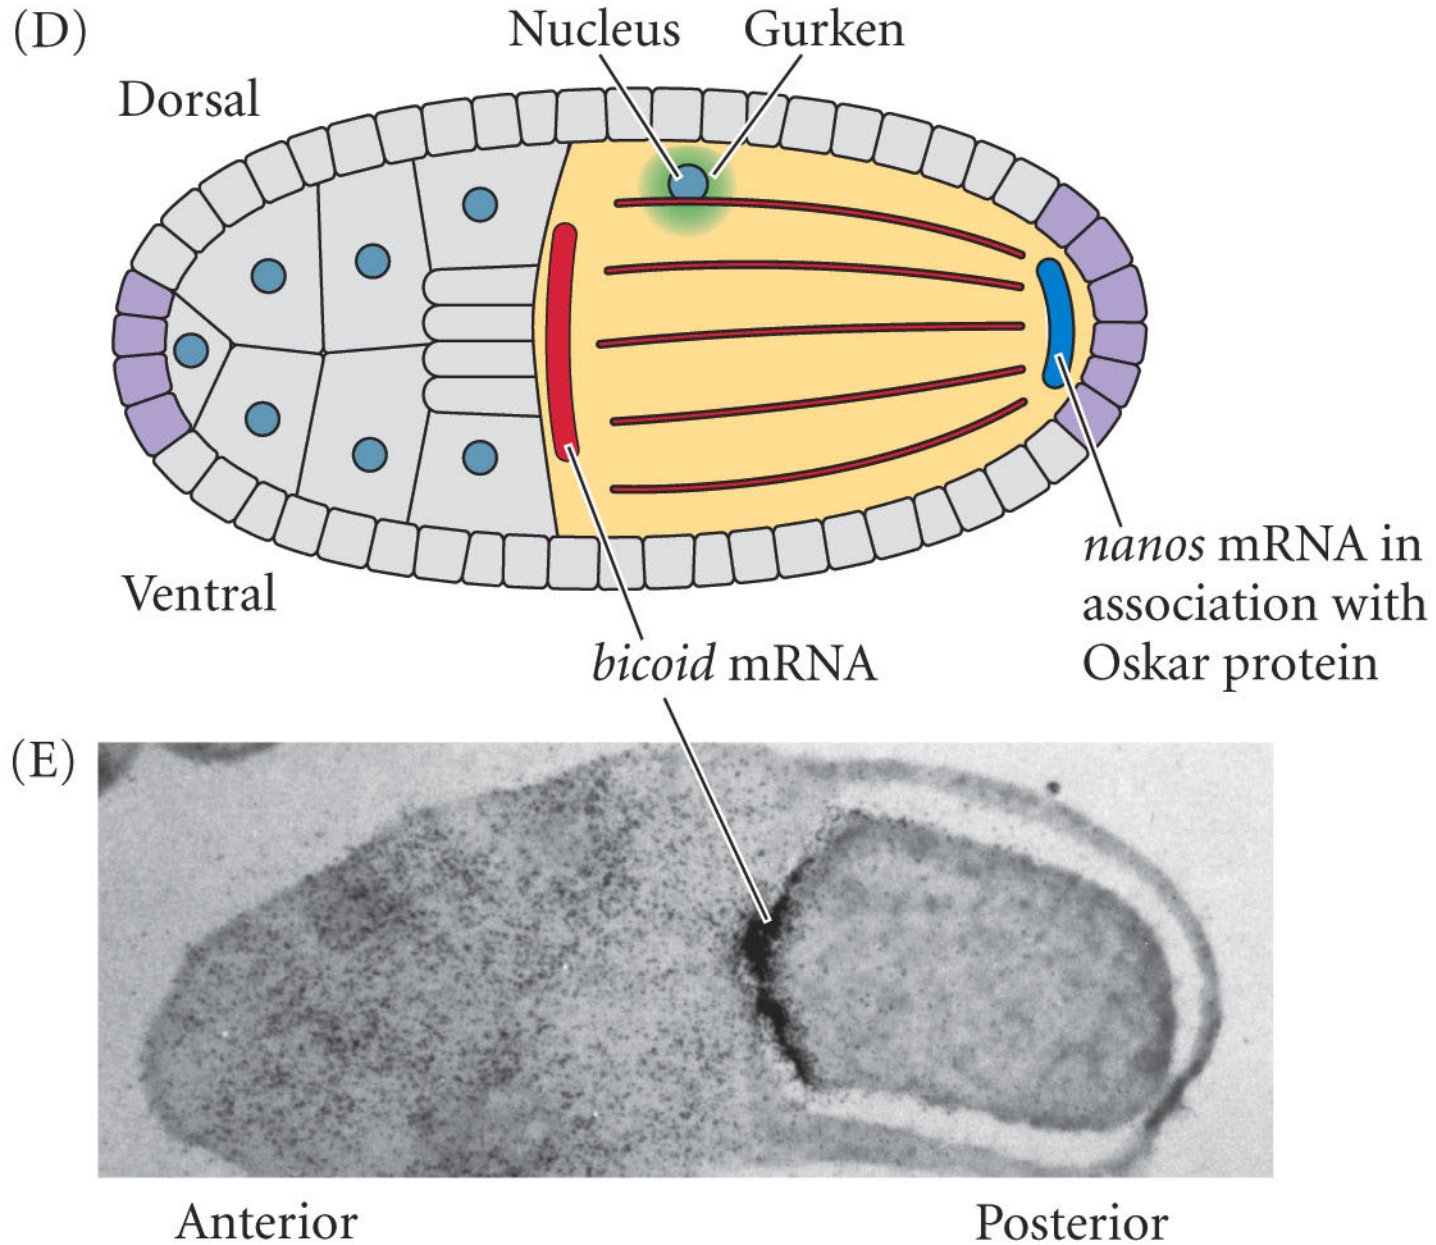 (D)
Nucleus
Gurken
Dorsal
Ventral
nanos mRNA in
association with
Oskar protein
bicoid mRNA
(E)
Anterior
Posterior